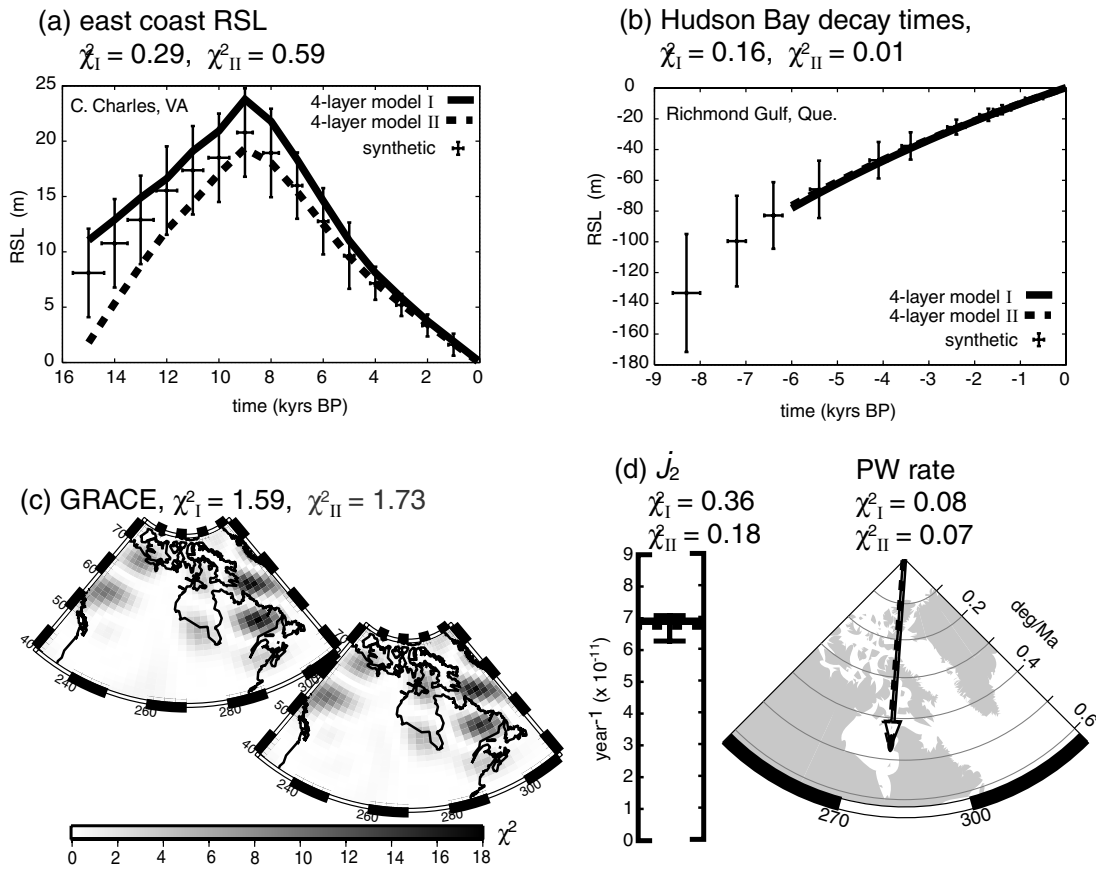 (a) east coast RSL
χ²I = 0.29, χ²II = 0.59
25
20
15
10
5
0
RSL (m)
C. Charles, VA
4-layer model I
4-layer model II
synthetic
16 14 12 10 8 6 4 2 0
time (kyrs BP)
(b) Hudson Bay decay times,
χ²I = 0.16, χ²II = 0.01
0
-20
-40
-60
-80
-100
-120
-140
-160
-180
RSL (m)
Richmond Gulf, Que.
4-layer model I
4-layer model II
synthetic
-9 -8 -7 -6 -5 -4 -3 -2 -1 0
time (kyrs BP)
(c) GRACE, χ²I = 1.59, χ²II = 1.73
70
60
50
40
240
260
280
300
70
60
50
40
240
260
280
300
0 2 4 6 8 10 12 14 16 18
χ²
(d) j̇₂
χ²I = 0.36
χ²II = 0.18
9
8
7
6
5
4
3
2
1
0
year⁻¹ (x 10⁻¹¹)
PW rate
χ²I = 0.08
χ²II = 0.07
0.2
0.4
0.6
deg/Ma
270
300